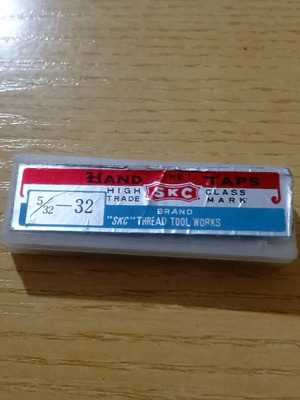 THE
HAND TAPS
HIGH SKC CLASS
TRADE MARK
BRAND
5/32-32
"SKC" THREAD TOOL WORKS